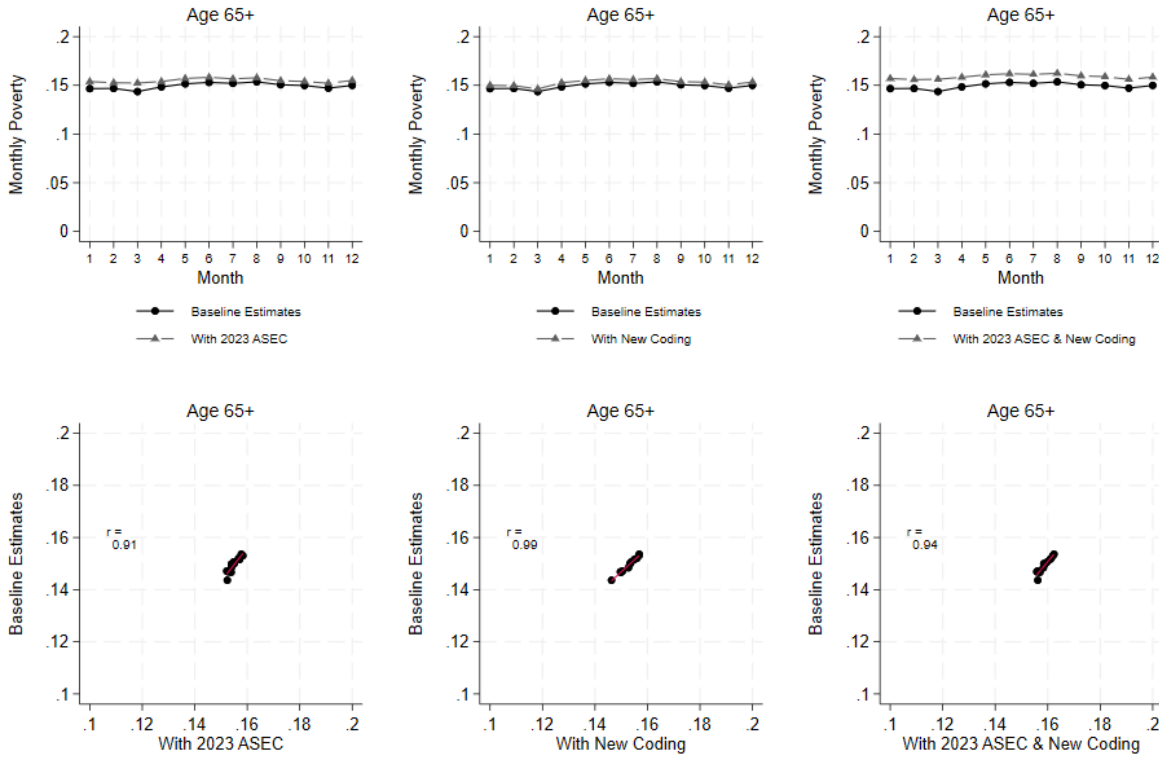 Age 65+
Monthly Poverty
.2
.15
.1
.05
0
1 2 3 4 5 6 7 8 9 10 11 12
Month
Baseline Estimates
With 2023 ASEC
Age 65+
Monthly Poverty
.2
.15
.1
.05
0
1 2 3 4 5 6 7 8 9 10 11 12
Month
Baseline Estimates
With New Coding
Age 65+
Monthly Poverty
.2
.15
.1
.05
0
1 2 3 4 5 6 7 8 9 10 11 12
Month
Baseline Estimates
With 2023 ASEC & New Coding
Age 65+
Baseline Estimates
.2
.18
.16
.14
.12
.1
r =
0.91
.1 .12 .14 .16 .18 .2
With 2023 ASEC
Age 65+
Baseline Estimates
.2
.18
.16
.14
.12
.1
r =
0.99
.1 .12 .14 .16 .18 .2
With New Coding
Age 65+
Baseline Estimates
.2
.18
.16
.14
.12
.1
r =
0.94
.1 .12 .14 .16 .18 .2
With 2023 ASEC & New Coding